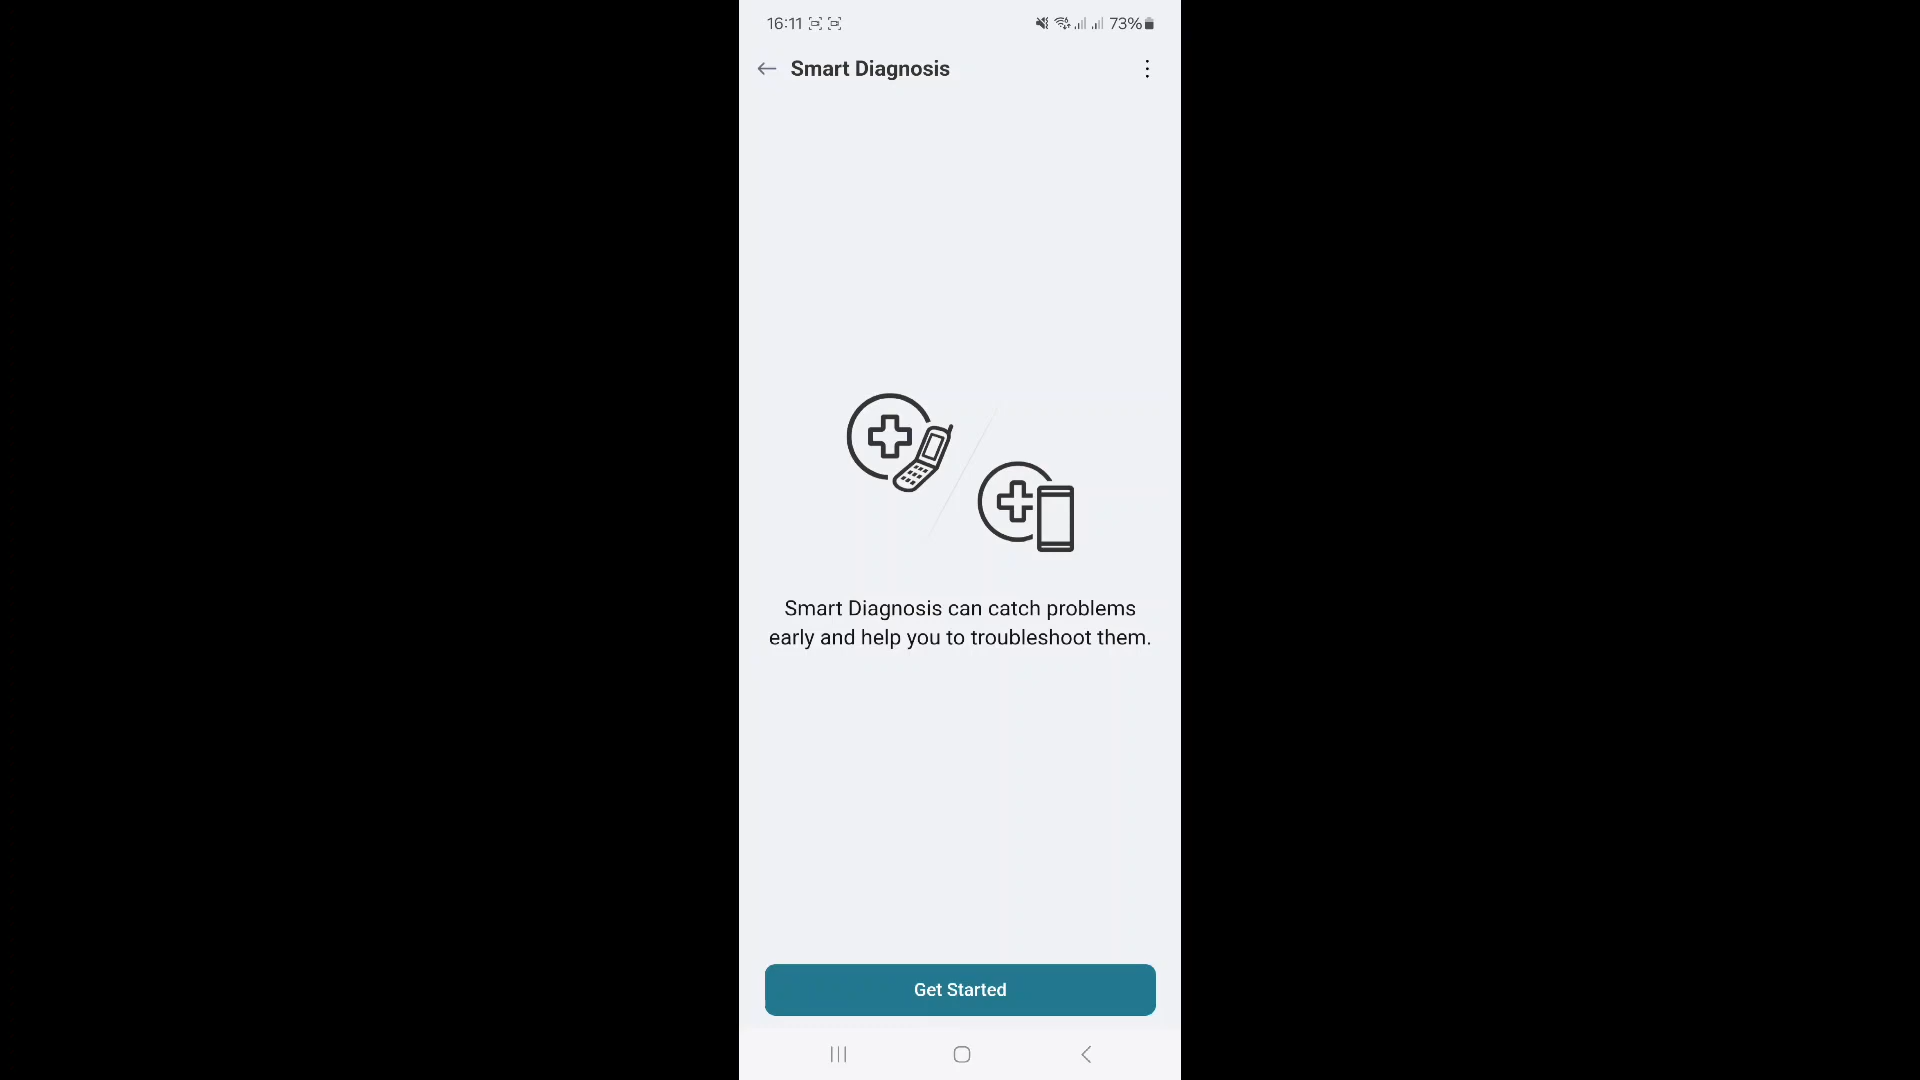 16:11 73%
Smart Diagnosis
Smart Diagnosis can catch problems
early and help you to troubleshoot them.
Get Started